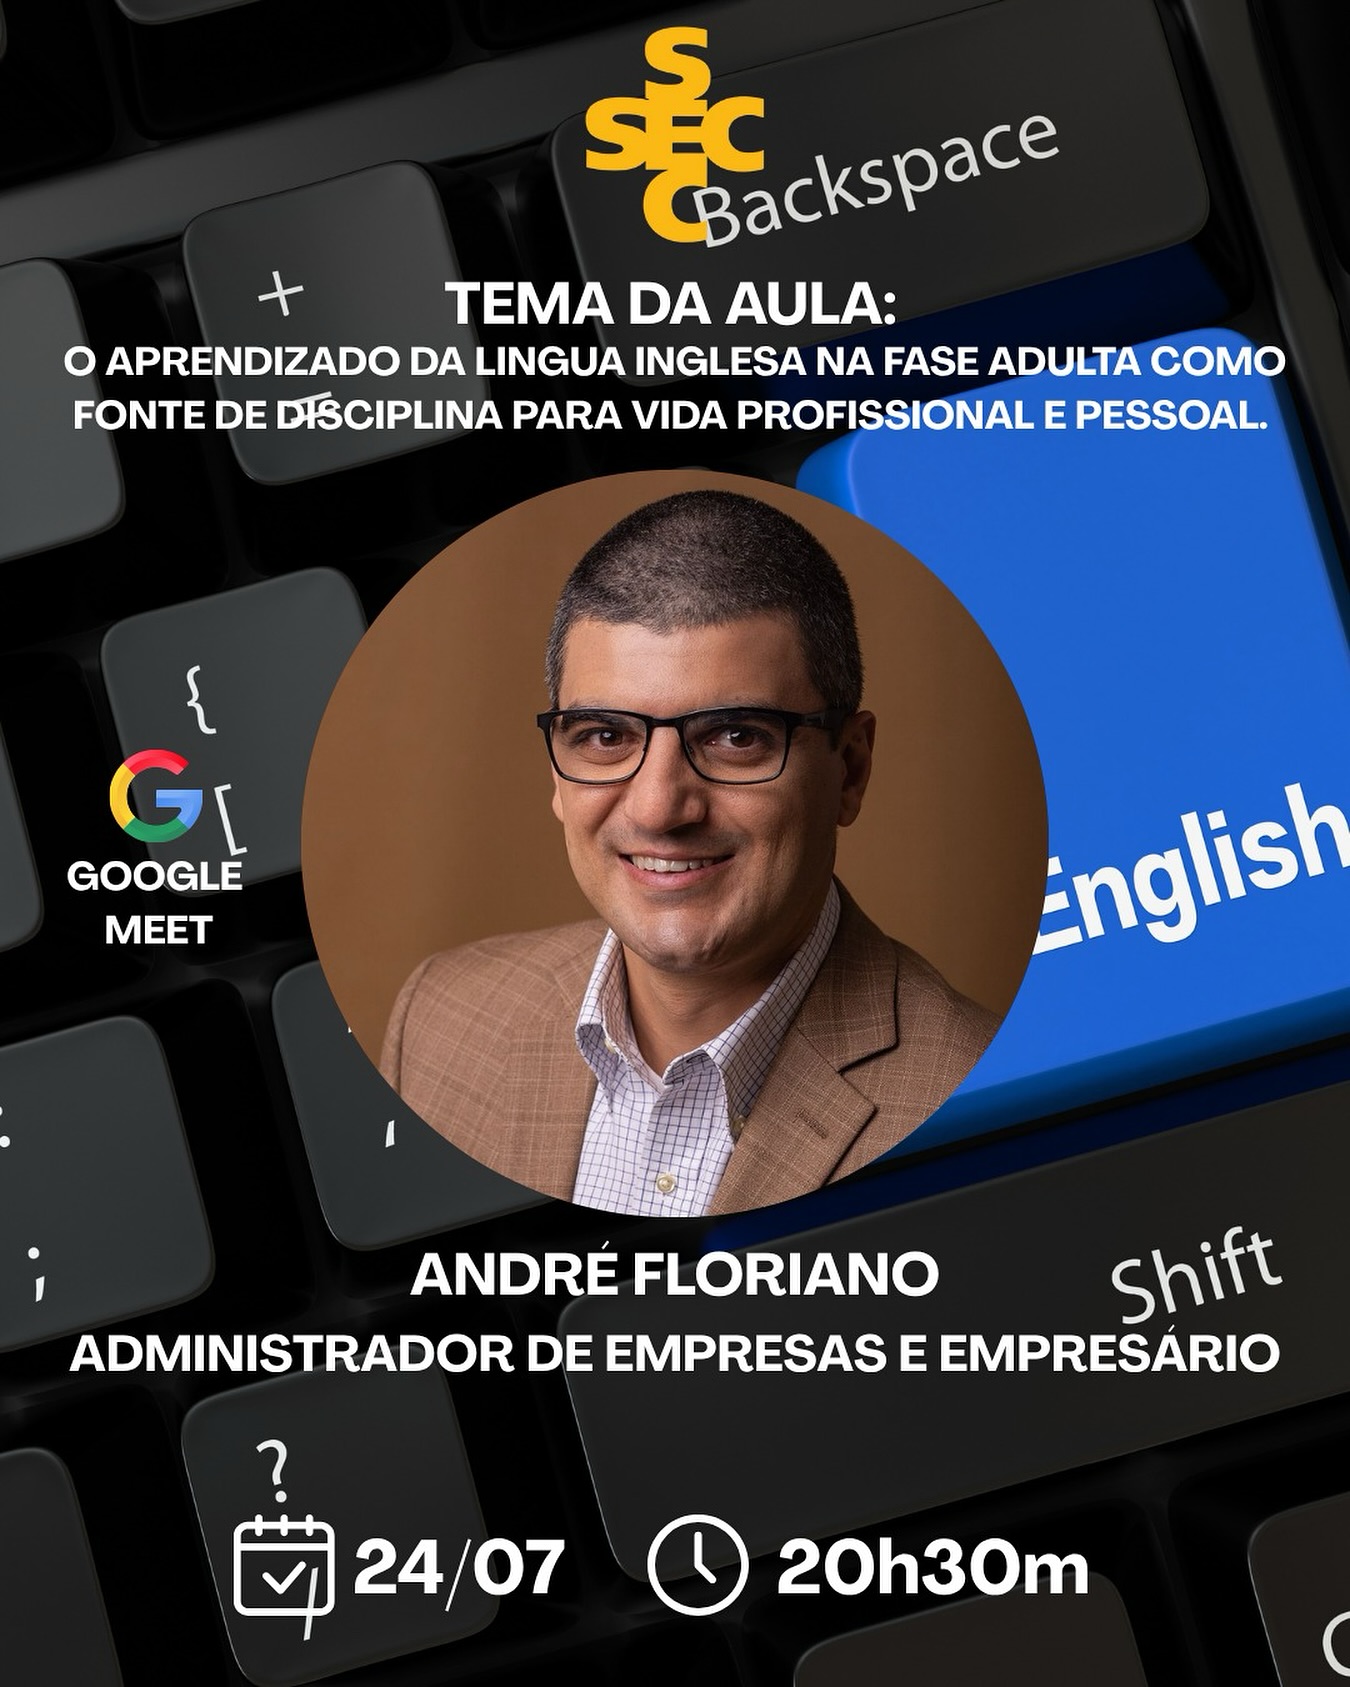 S
SEC
C
Backspace
+
=
TEMA DA AULA:
O APRENDIZADO DA LINGUA INGLESA NA FASE ADULTA COMO
FONTE DE DISCIPLINA PARA VIDA PROFISSIONAL E PESSOAL.
{
[
GOOGLE
MEET
English
:
;
,
ANDRÉ FLORIANO
Shift
ADMINISTRADOR DE EMPRESAS E EMPRESÁRIO
?
/
24/07 20h30m